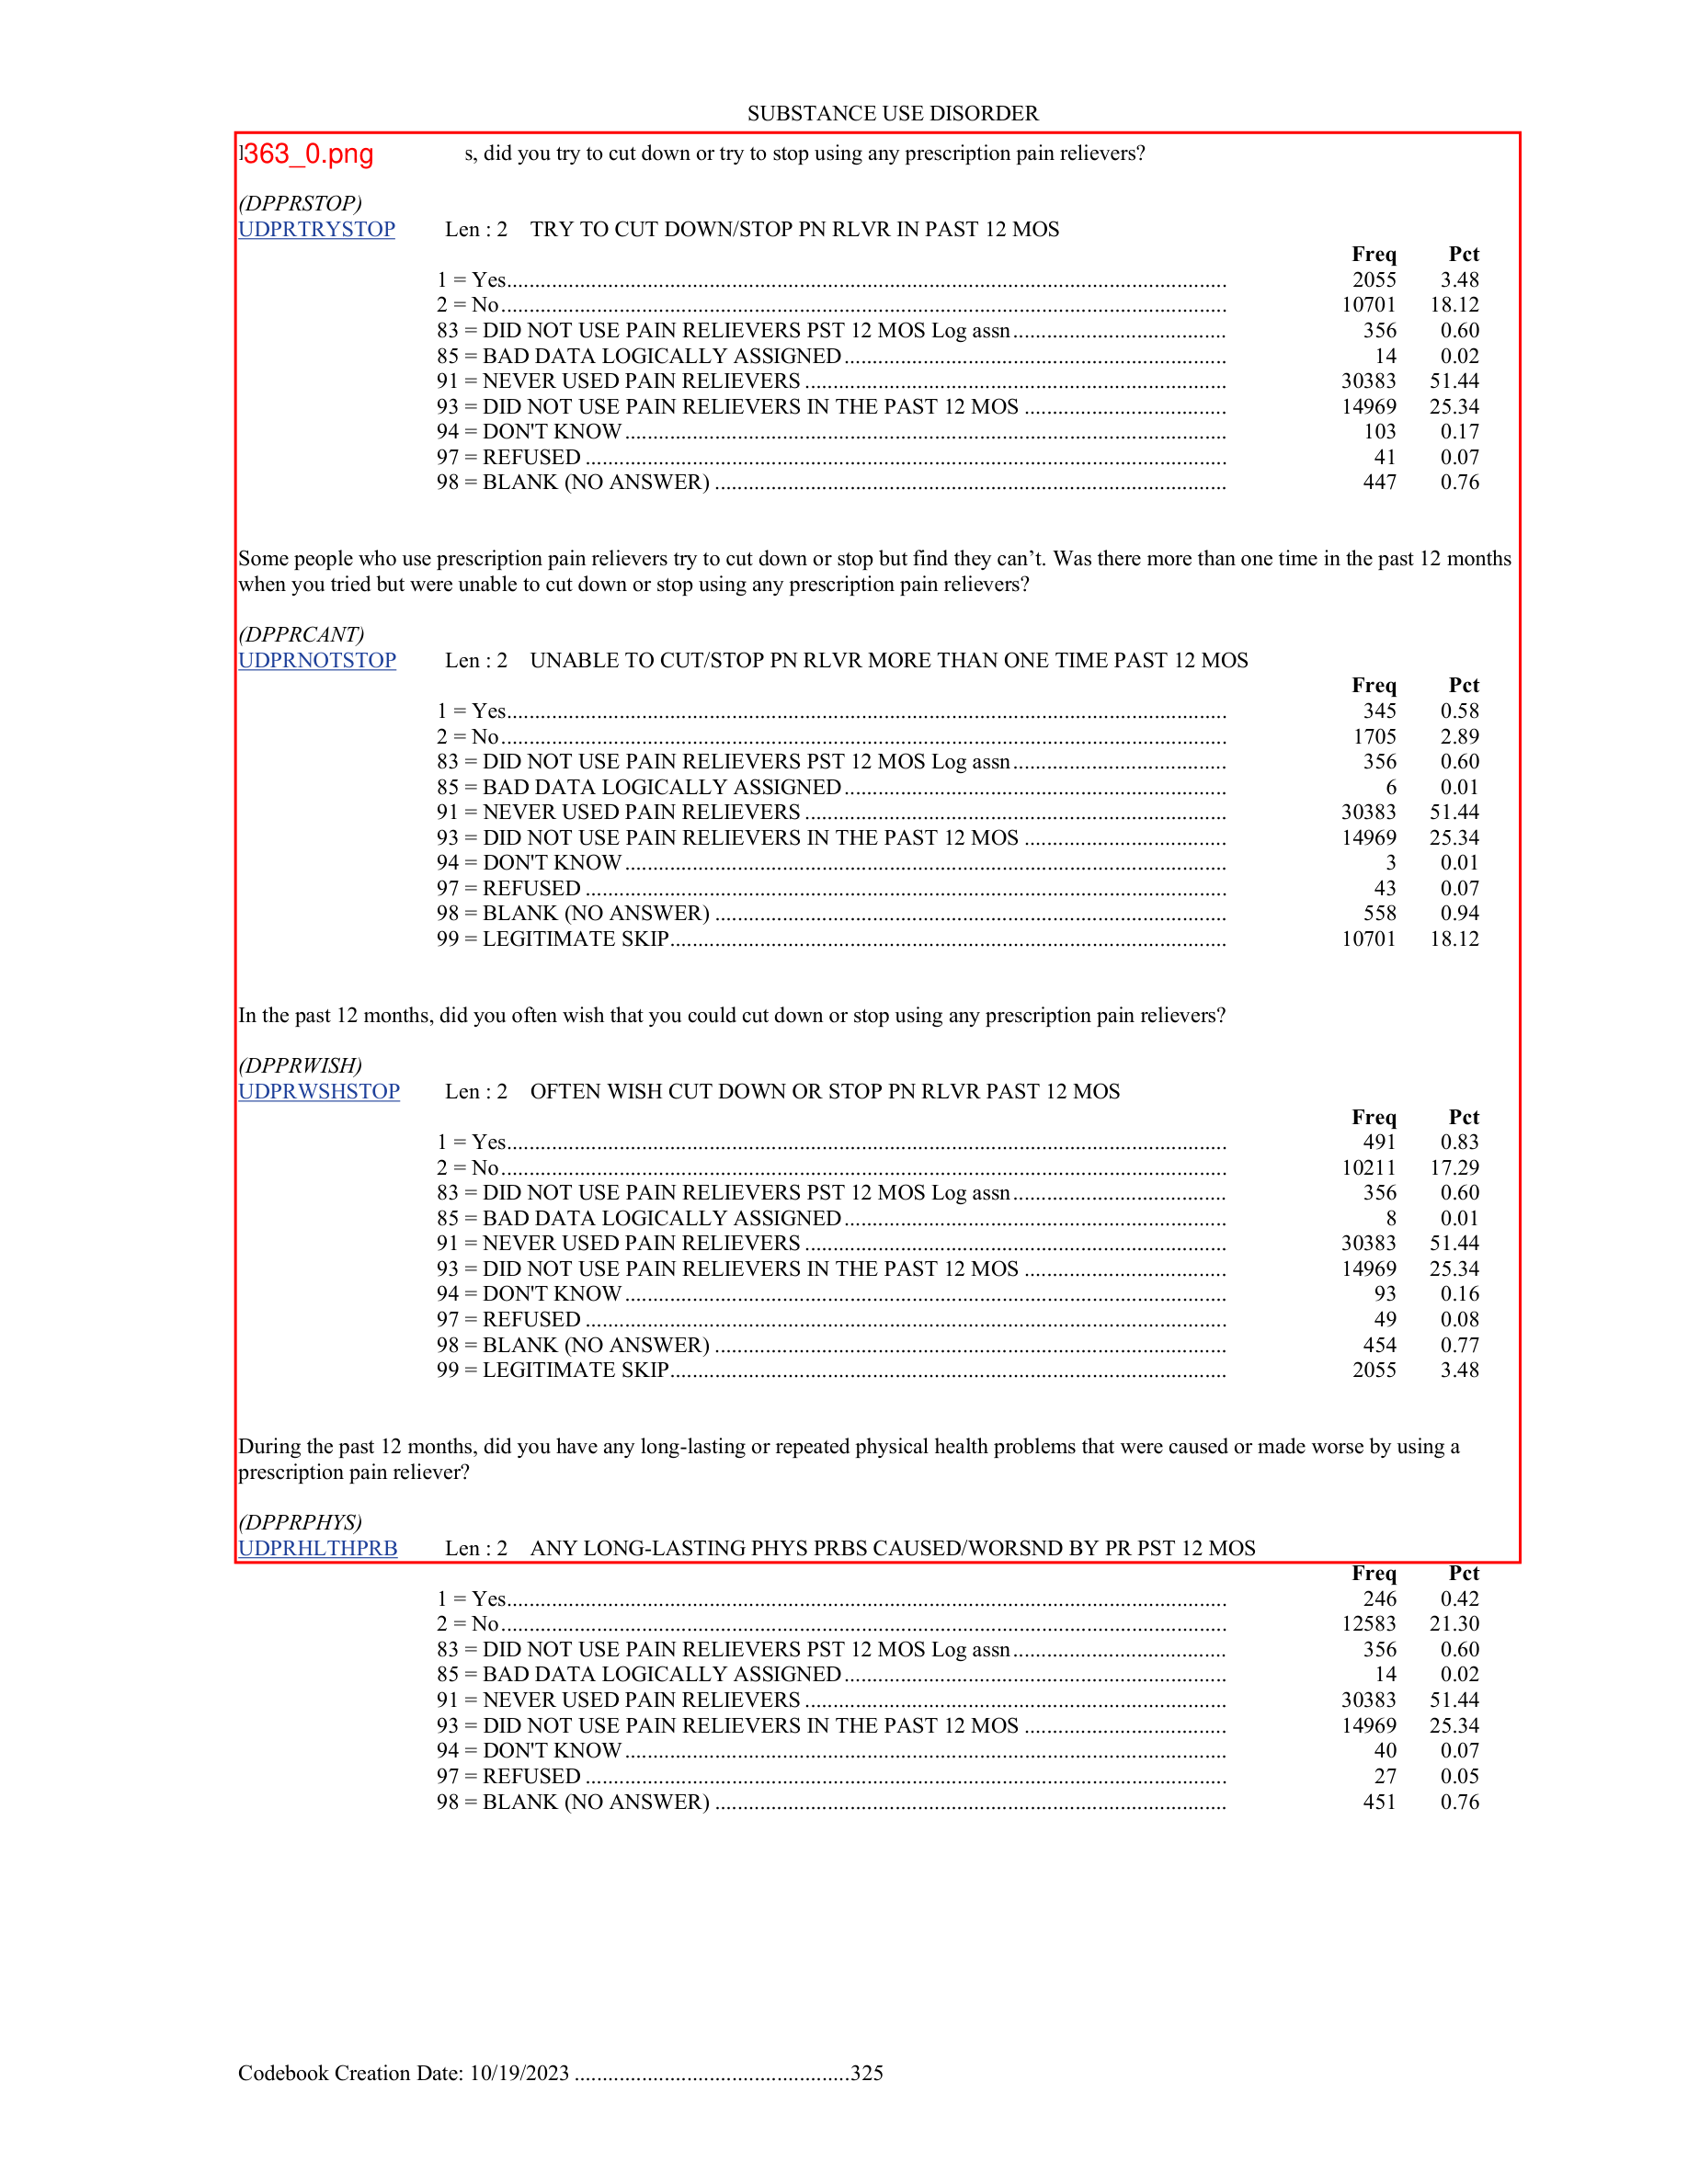 SUBSTANCE USE DISORDER
363_0.png s, did you try to cut down or try to stop using any prescription pain relievers?
(DPPRSTOP)
UDPRTRYSTOP Len : 2 TRY TO CUT DOWN/STOP PN RLVR IN PAST 12 MOS
Freq Pct
1 = Yes........ 2055 3.48
2 = No........ 10701 18.12
83 = DID NOT USE PAIN RELIEVERS PST 12 MOS Log assn........ 356 0.60
85 = BAD DATA LOGICALLY ASSIGNED........ 14 0.02
91 = NEVER USED PAIN RELIEVERS ........ 30383 51.44
93 = DID NOT USE PAIN RELIEVERS IN THE PAST 12 MOS ........ 14969 25.34
94 = DON'T KNOW........ 103 0.17
97 = REFUSED ........ 41 0.07
98 = BLANK (NO ANSWER) ........ 447 0.76
Some people who use prescription pain relievers try to cut down or stop but find they can’t. Was there more than one time in the past 12 months
when you tried but were unable to cut down or stop using any prescription pain relievers?
(DPPRCANT)
UDPRNOTSTOP Len : 2 UNABLE TO CUT/STOP PN RLVR MORE THAN ONE TIME PAST 12 MOS
Freq Pct
1 = Yes........ 345 0.58
2 = No........ 1705 2.89
83 = DID NOT USE PAIN RELIEVERS PST 12 MOS Log assn........ 356 0.60
85 = BAD DATA LOGICALLY ASSIGNED........ 6 0.01
91 = NEVER USED PAIN RELIEVERS ........ 30383 51.44
93 = DID NOT USE PAIN RELIEVERS IN THE PAST 12 MOS ........ 14969 25.34
94 = DON'T KNOW........ 3 0.01
97 = REFUSED ........ 43 0.07
98 = BLANK (NO ANSWER) ........ 558 0.94
99 = LEGITIMATE SKIP........ 10701 18.12
In the past 12 months, did you often wish that you could cut down or stop using any prescription pain relievers?
(DPPRWISH)
UDPRWSHSTOP Len : 2 OFTEN WISH CUT DOWN OR STOP PN RLVR PAST 12 MOS
Freq Pct
1 = Yes........ 491 0.83
2 = No........ 10211 17.29
83 = DID NOT USE PAIN RELIEVERS PST 12 MOS Log assn........ 356 0.60
85 = BAD DATA LOGICALLY ASSIGNED........ 8 0.01
91 = NEVER USED PAIN RELIEVERS ........ 30383 51.44
93 = DID NOT USE PAIN RELIEVERS IN THE PAST 12 MOS ........ 14969 25.34
94 = DON'T KNOW........ 93 0.16
97 = REFUSED ........ 49 0.08
98 = BLANK (NO ANSWER) ........ 454 0.77
99 = LEGITIMATE SKIP........ 2055 3.48
During the past 12 months, did you have any long-lasting or repeated physical health problems that were caused or made worse by using a
prescription pain reliever?
(DPPRPHYS)
UDPRHLTHPRB Len : 2 ANY LONG-LASTING PHYS PRBS CAUSED/WORSND BY PR PST 12 MOS
Freq Pct
1 = Yes........ 246 0.42
2 = No........ 12583 21.30
83 = DID NOT USE PAIN RELIEVERS PST 12 MOS Log assn........ 356 0.60
85 = BAD DATA LOGICALLY ASSIGNED........ 14 0.02
91 = NEVER USED PAIN RELIEVERS ........ 30383 51.44
93 = DID NOT USE PAIN RELIEVERS IN THE PAST 12 MOS ........ 14969 25.34
94 = DON'T KNOW........ 40 0.07
97 = REFUSED ........ 27 0.05
98 = BLANK (NO ANSWER) ........ 451 0.76
Codebook Creation Date: 10/19/2023 ........325